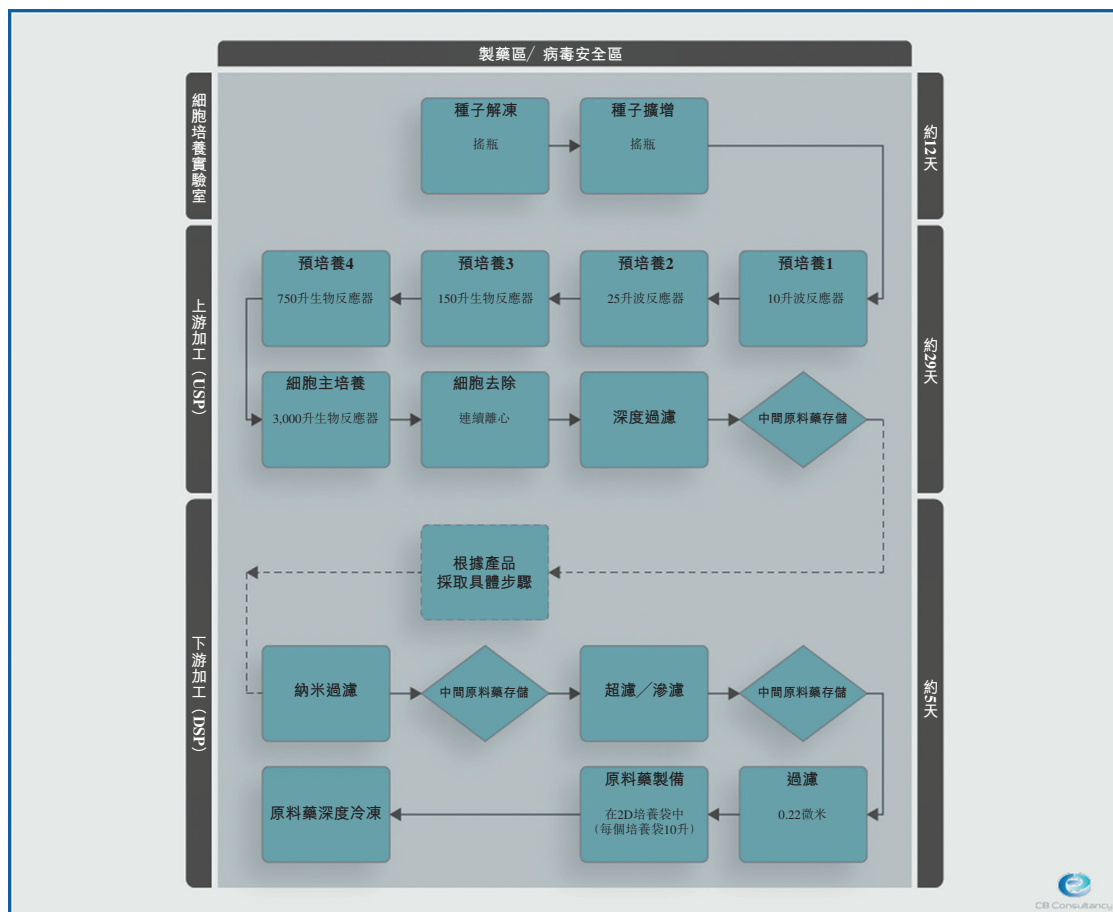 製藥區/ 病毒安全區
細胞培養實驗室
約12天
種子解凍
搖瓶
種子擴增
搖瓶
上游加工（USP）
約29天
預培養4
750升生物反應器
預培養3
150升生物反應器
預培養2
25升波反應器
預培養1
10升波反應器
細胞主培養
3,000升生物反應器
細胞去除
連續離心
深度過濾
中間原料藥存儲
下游加工（DSP）
約5天
根據產品
採取具體步驟
納米過濾
中間原料藥存儲
超濾／滲濾
中間原料藥存儲
原料藥深度冷凍
原料藥製備
在2D培養袋中
（每個培養袋10升）
過濾
0.22微米
CB Consultancy